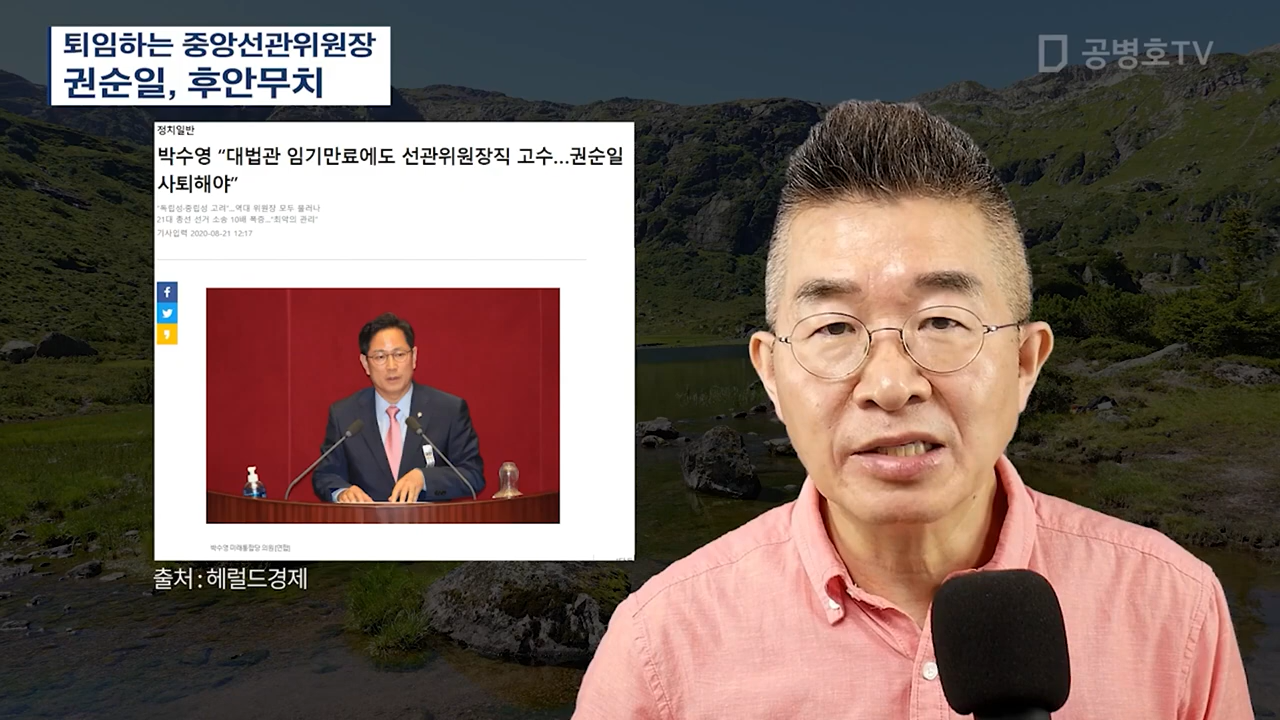 퇴임하는 중앙선관위원장
권순일, 후안무치
공병호TV
정치일반
박수영 “대법관 임기만료에도 선관위원장직 고수…권순일
사퇴해야”
“독립성·중립성 고려”…역대 위원장 모두 물러나
21대 총선 선거 소송 10배 폭증…“최악의 관리”
기사입력 2020-08-21 12:17
박수영 미래통합당 의원[연합]
출처 : 헤럴드경제